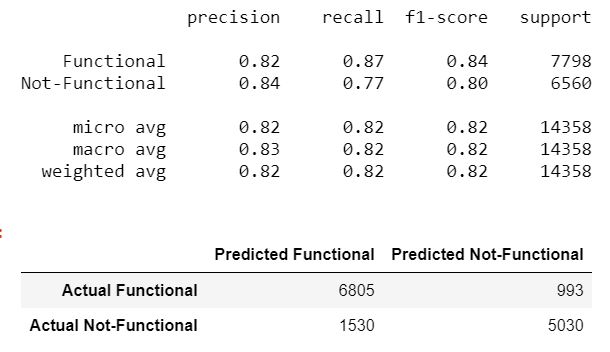 precision recall f1-score support
Functional 0.82 0.87 0.84 7798
Not-Functional 0.84 0.77 0.80 6560
micro avg 0.82 0.82 0.82 14358
macro avg 0.83 0.82 0.82 14358
weighted avg 0.82 0.82 0.82 14358
:
Predicted Functional Predicted Not-Functional
Actual Functional 6805 993
Actual Not-Functional 1530 5030